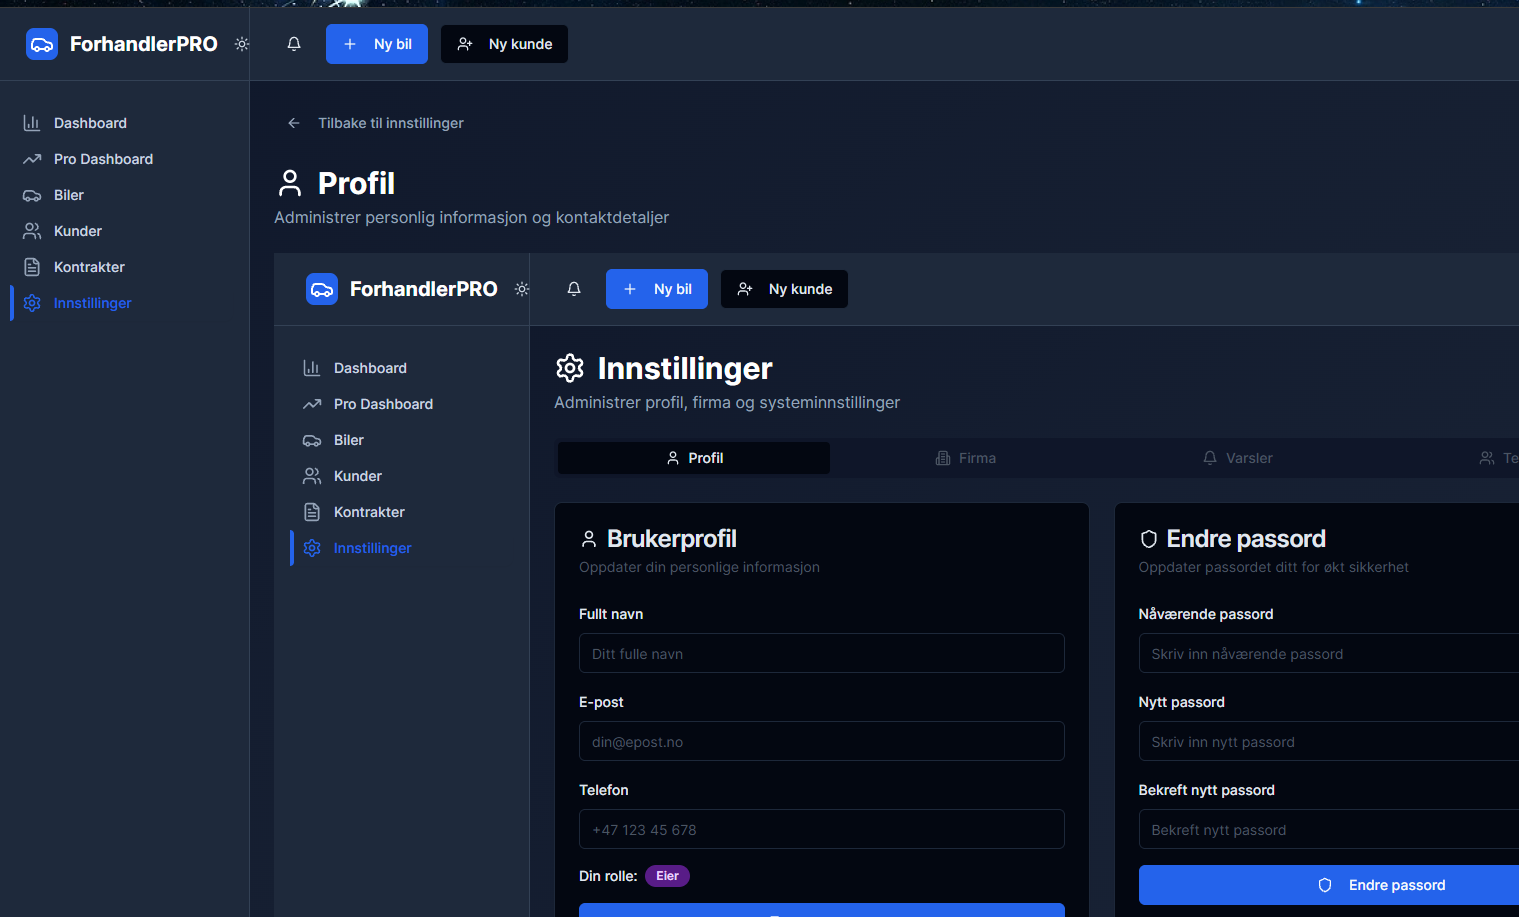 ForhandlerPRO
Ny bil
Ny kunde
Dashboard
Pro Dashboard
Biler
Kunder
Kontrakter
Innstillinger
Tilbake til innstillinger
Profil
Administrer personlig informasjon og kontaktdetaljer
ForhandlerPRO
Ny bil
Ny kunde
Dashboard
Pro Dashboard
Biler
Kunder
Kontrakter
Innstillinger
Innstillinger
Administrer profil, firma og systeminnstillinger
Profil
Firma
Varsler
Te
Brukerprofil
Oppdater din personlige informasjon
Fullt navn
Ditt fulle navn
E-post
din@epost.no
Telefon
+47 123 45 678
Din rolle: Eier
Endre passord
Oppdater passordet ditt for økt sikkerhet
Nåværende passord
Skriv inn nåværende passord
Nytt passord
Skriv inn nytt passord
Bekreft nytt passord
Bekreft nytt passord
Endre passord